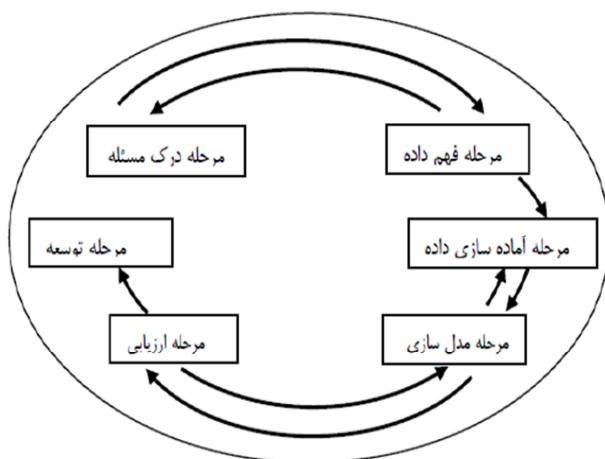 مرحله درک مسئله
مرحله فهم داده
مرحله توسعه
مرحله آماده سازی داده
مرحله ارزیابی
مرحله مدل سازی